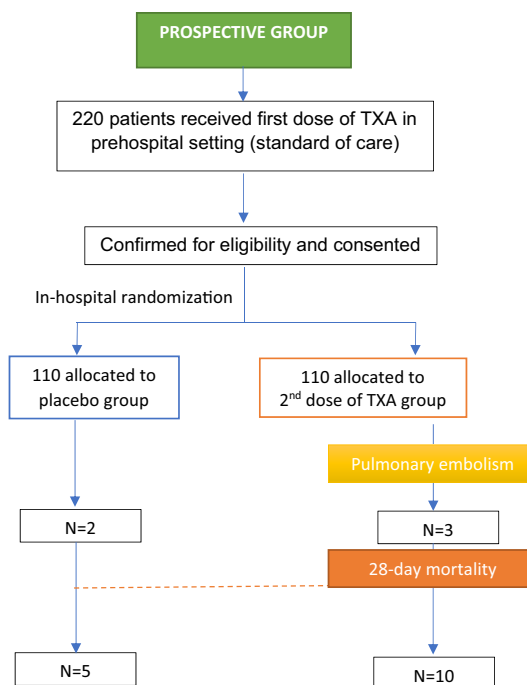 PROSPECTIVE GROUP
220 patients received first dose of TXA in
prehospital setting (standard of care)
Confirmed for eligibility and consented
In-hospital randomization
110 allocated to
placebo group
110 allocated to
2nd dose of TXA group
Pulmonary embolism
N=2
N=3
28-day mortality
N=5
N=10